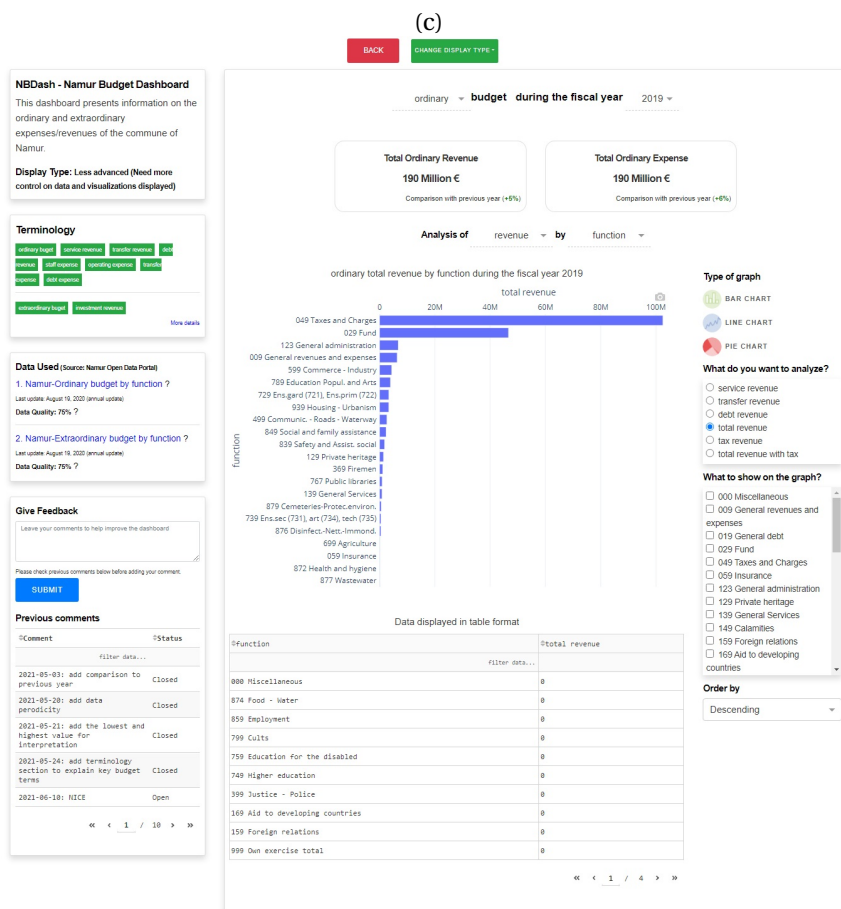 (c)
BACK
CHANGE DISPLAY TYPE
NBDash - Namur Budget Dashboard
This dashboard presents information on the
ordinary and extraordinary
expenses/revenues of the commune of
Namur.
Display Type: Less advanced (Need more
control on data and visualizations displayed)
Terminology
ordinary buget service revenue transfer revenue debt
revenue staff expense operating expense transfer
expense debt expense
extraordinary buget investment revenue
More details
Data Used (Source: Namur Open Data Portal)
1. Namur-Ordinary budget by function ?
Last update: August 19, 2020 (annual update)
Data Quality: 75% ?
2. Namur-Extraordinary budget by function ?
Last update: August 19, 2020 (annual update)
Data Quality: 75% ?
Give Feedback
Leave your comments to help improve the dashboard
Please check previous comments below before adding your comment.
SUBMIT
Previous comments
Comment Status
filter data...
2021-05-03: add comparison to
previous year Closed
2021-05-20: add data
perodicity Closed
2021-05-21: add the lowest and
highest value for
interpretation Closed
2021-05-24: add terminology
section to explain key budget
terms Closed
2021-06-10: NICE Open
« ‹ 1 / 10 › »
ordinary budget during the fiscal year 2019
Total Ordinary Revenue
190 Million €
Comparison with previous year (+5%)
Total Ordinary Expense
190 Million €
Comparison with previous year (+6%)
Analysis of revenue by function
ordinary total revenue by function during the fiscal year 2019
total revenue
0 20M 40M 60M 80M 100M
function
049 Taxes and Charges
029 Fund
123 General administration
009 General revenues and expenses
599 Commerce - Industry
789 Education Popul. and Arts
729 Ens.gard (721), Ens.prim (722)
939 Housing - Urbanism
499 Communic. - Roads - Waterway
849 Social and family assistance
839 Safety and Assist. social
129 Private heritage
369 Firemen
767 Public libraries
139 General Services
879 Cemeteries-Protec.environ.
739 Ens.sec (731), art (734), tech (735)
876 Disinfect.-Nett.-Immond.
699 Agriculture
059 Insurance
872 Health and hygiene
877 Wastewater
Data displayed in table format
function total revenue
filter data...
000 Miscellaneous 0
874 Food - Water 0
859 Employment 0
799 Cults 0
759 Education for the disabled 0
749 Higher education 0
399 Justice - Police 0
169 Aid to developing countries 0
159 Foreign relations 0
999 Own exercise total 0
« ‹ 1 / 4 › »
Type of graph
BAR CHART
LINE CHART
PIE CHART
What do you want to analyze?
service revenue
transfer revenue
debt revenue
total revenue
tax revenue
total revenue with tax
What to show on the graph?
000 Miscellaneous
009 General revenues and
expenses
019 General debt
029 Fund
049 Taxes and Charges
059 Insurance
123 General administration
129 Private heritage
139 General Services
149 Calamities
159 Foreign relations
169 Aid to developing
countries
Order by
Descending